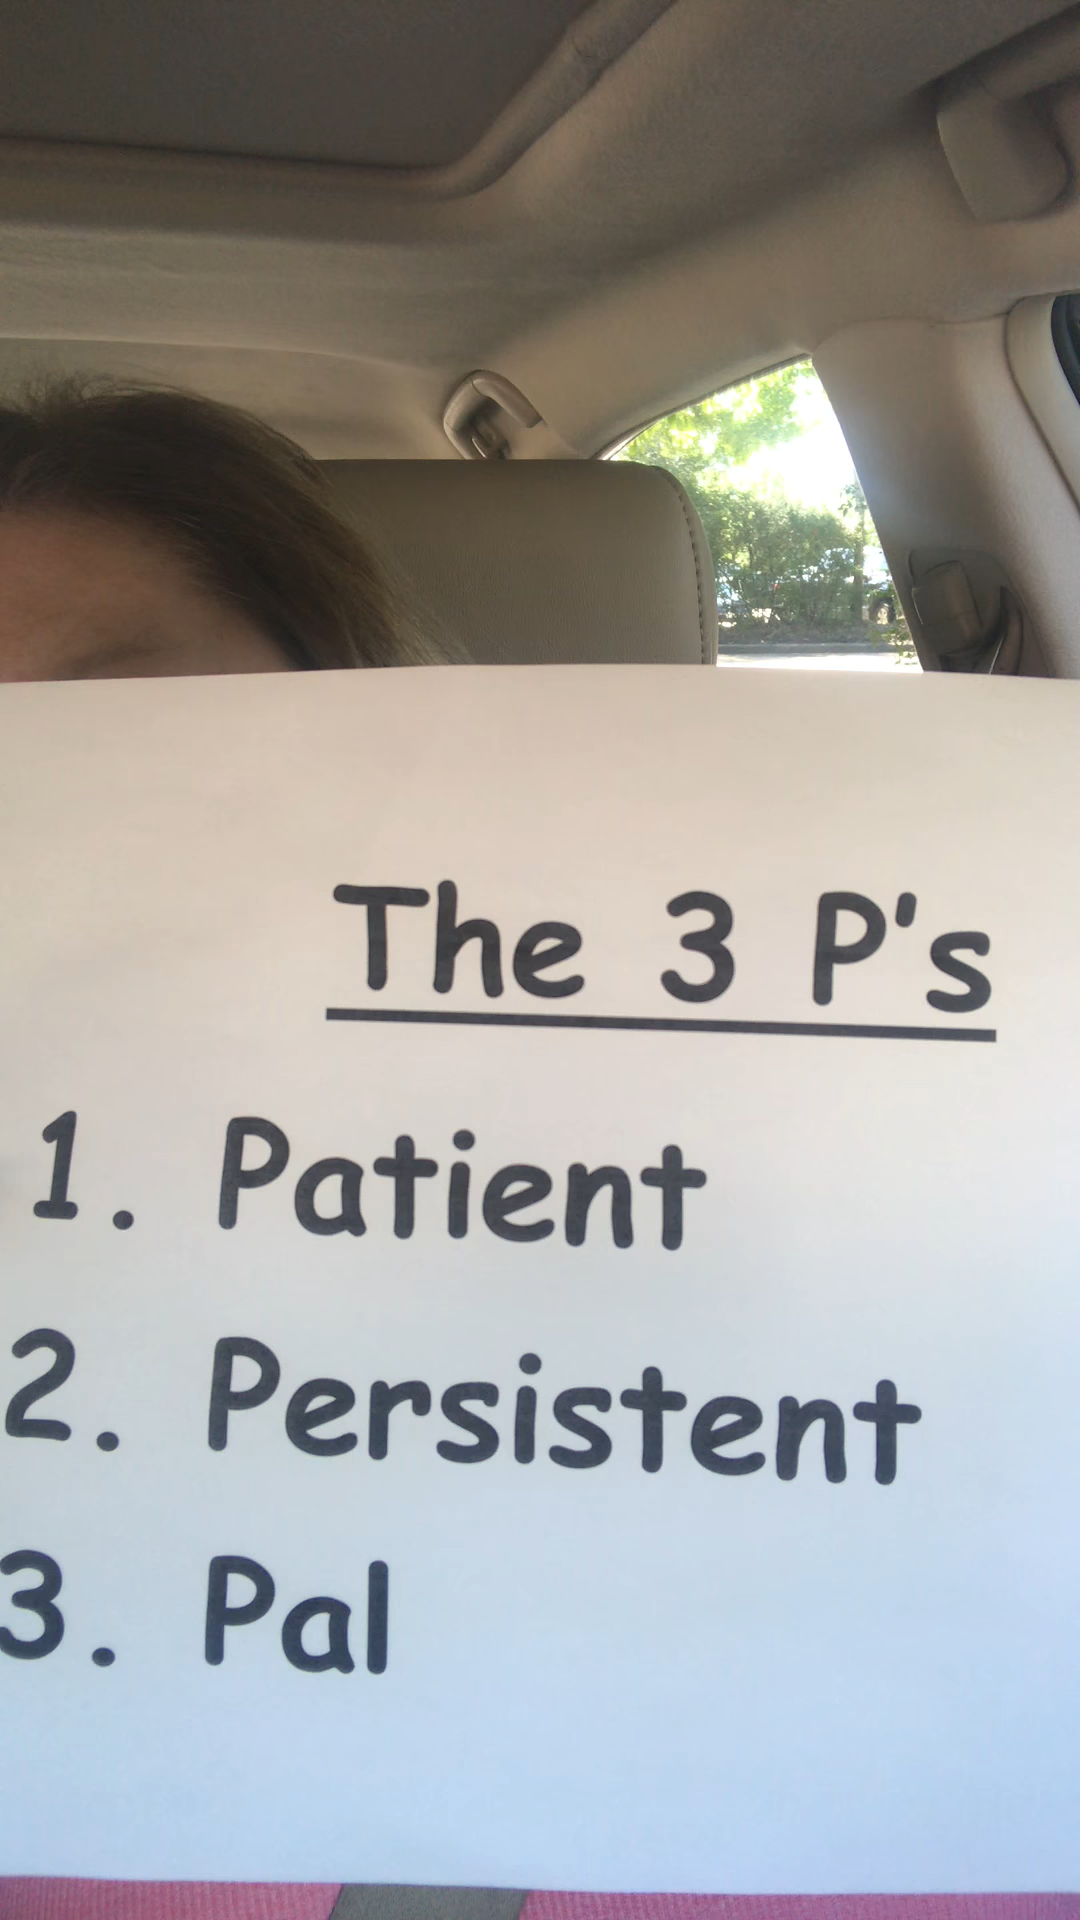 The 3 P's
1. Patient
2. Persistent
3. Pal